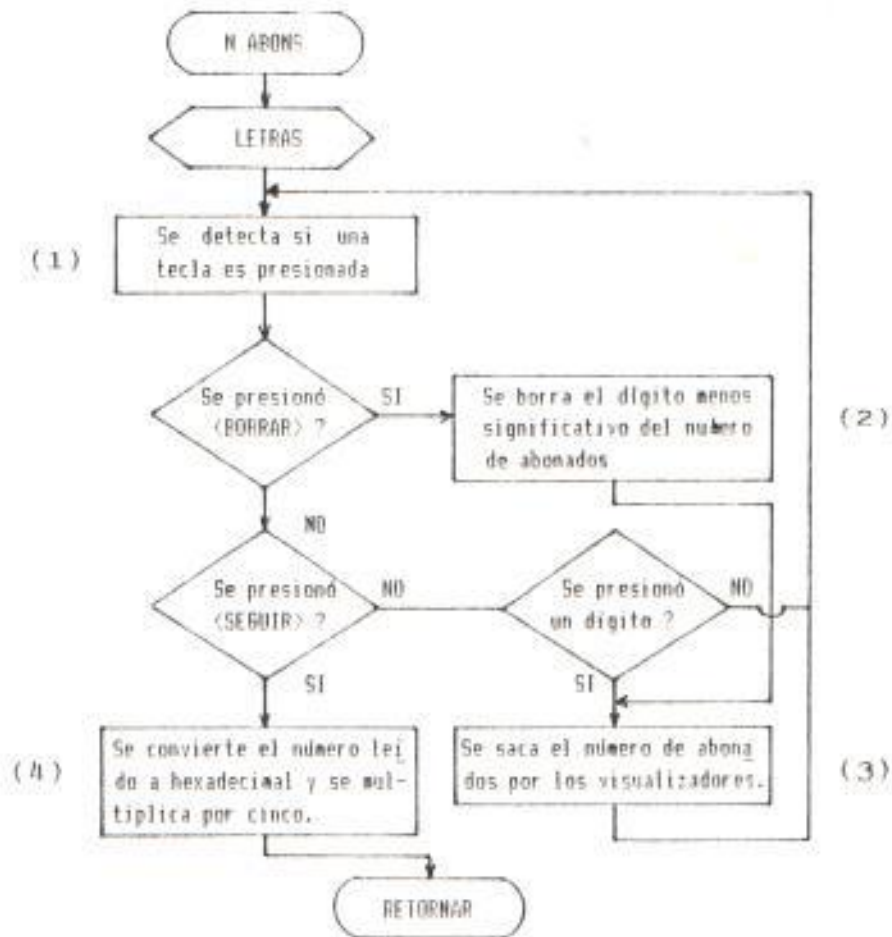 N ABONS
LETRAS
(1)
Se detecta si una
tecla es presionada
Se presionó
(BORRAR) ?
SI
Se borra el dígito menos
significativo del numero
de abonados
(2)
NO
Se presionó
(SEGUIR) ?
NO
Se presionó
un dígito ?
NO
SI
SI
(4)
Se convierte el número leí
do a hexadecimal y se mul-
tiplica por cinco.
Se saca el número de abona
dos por los visualizadores.
(3)
RETORNAR